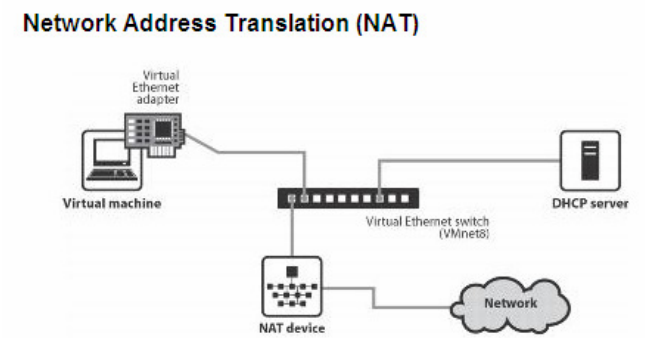 Network Address Translation (NAT)
Virtual
Ethernet
adapter
Virtual machine
DHCP server
Virtual Ethernet switch
(VMnet8)
Network
NAT device